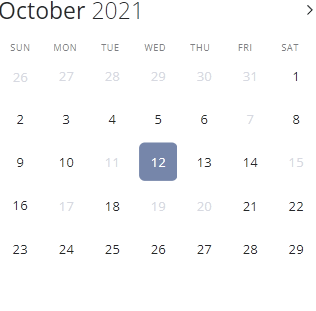 October 2021
SUN MON TUE WED THU FRI SAT
26 27 28 29 30 31 1
2 3 4 5 6 7 8
9 10 11 12 13 14 15
16 17 18 19 20 21 22
23 24 25 26 27 28 29